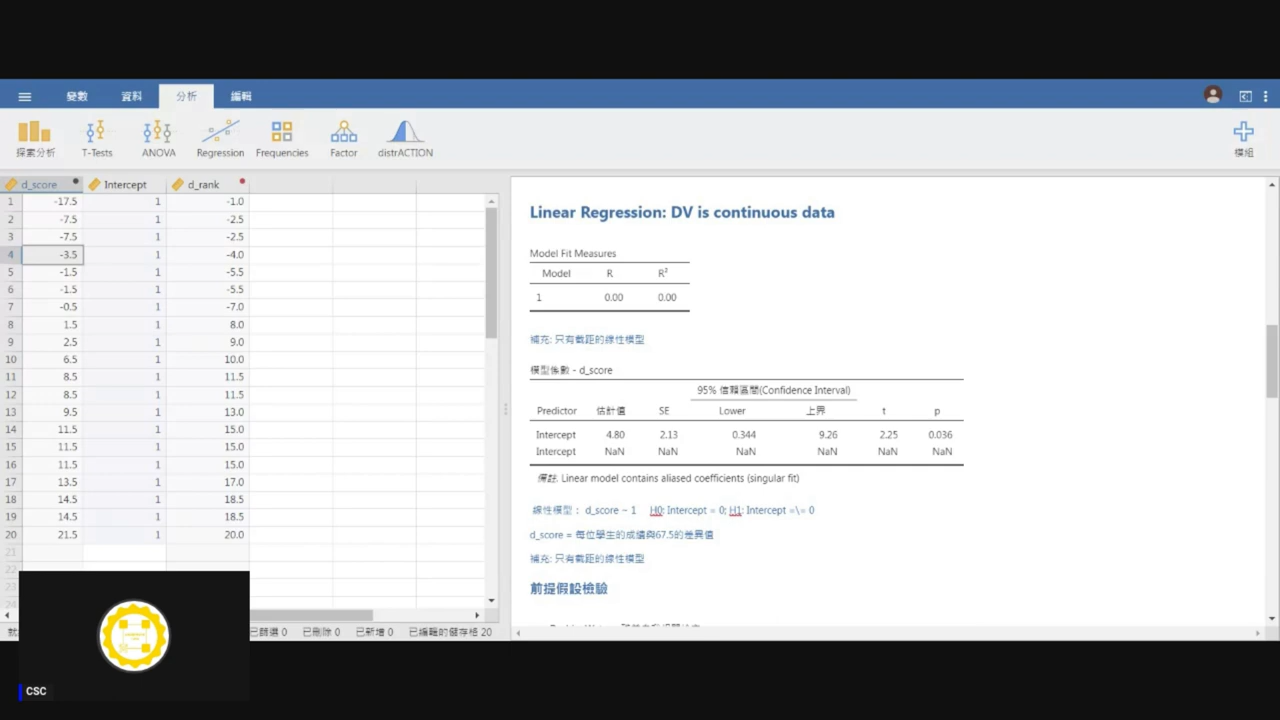 變數 資料 分析 編輯
探索分析 T-Tests ANOVA Regression Frequencies Factor distrACTION 模組
d_score Intercept d_rank
1 -17.5 1 -1.0
2 -7.5 1 -2.5
3 -7.5 1 -2.5
4 -3.5 1 -4.0
5 -1.5 1 -5.5
6 -1.5 1 -5.5
7 -0.5 1 -7.0
8 1.5 1 8.0
9 2.5 1 9.0
10 6.5 1 10.0
11 8.5 1 11.5
12 8.5 1 11.5
13 9.5 1 13.0
14 11.5 1 15.0
15 11.5 1 15.0
16 11.5 1 15.0
17 13.5 1 17.0
18 14.5 1 18.5
19 14.5 1 18.5
20 21.5 1 20.0
21
22
23
24
已篩選 0 已刪除 0 已新增 0 已編輯的儲存格 20
CSC
Linear Regression: DV is continuous data
Model Fit Measures
Model R R²
1 0.00 0.00
補充: 只有截距的線性模型
模型係數 - d_score
95% 信賴區間(Confidence Interval)
Predictor 估計值 SE Lower 上界 t p
Intercept 4.80 2.13 0.344 9.26 2.25 0.036
Intercept NaN NaN NaN NaN NaN NaN
備註. Linear model contains aliased coefficients (singular fit)
線性模型： d_score ~ 1 H0: Intercept = 0; H1: Intercept =\= 0
d_score = 每位學生的成績與67.5的差異值
補充: 只有截距的線性模型
前提假設檢驗